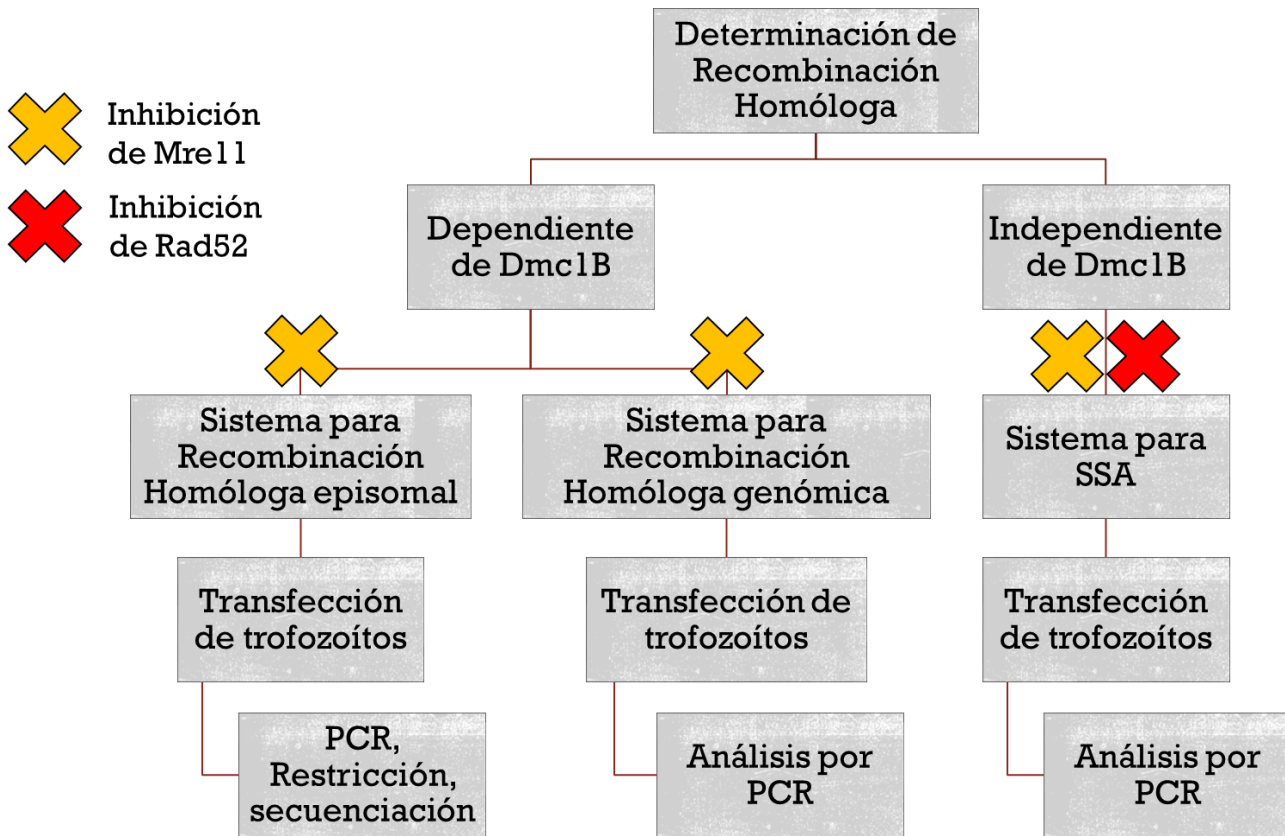 Determinación de
Recombinación
Homóloga
Inhibición
de Mre11
Inhibición
de Rad52
Dependiente
de Dmc1B
Independiente
de Dmc1B
Sistema para
Recombinación
Homóloga episomal
Sistema para
Recombinación
Homóloga genómica
Sistema para
SSA
Transfección
de trofozoítos
Transfección de
trofozoítos
Transfección
de trofozoítos
PCR,
Restricción,
secuenciación
Análisis por
PCR
Análisis por
PCR